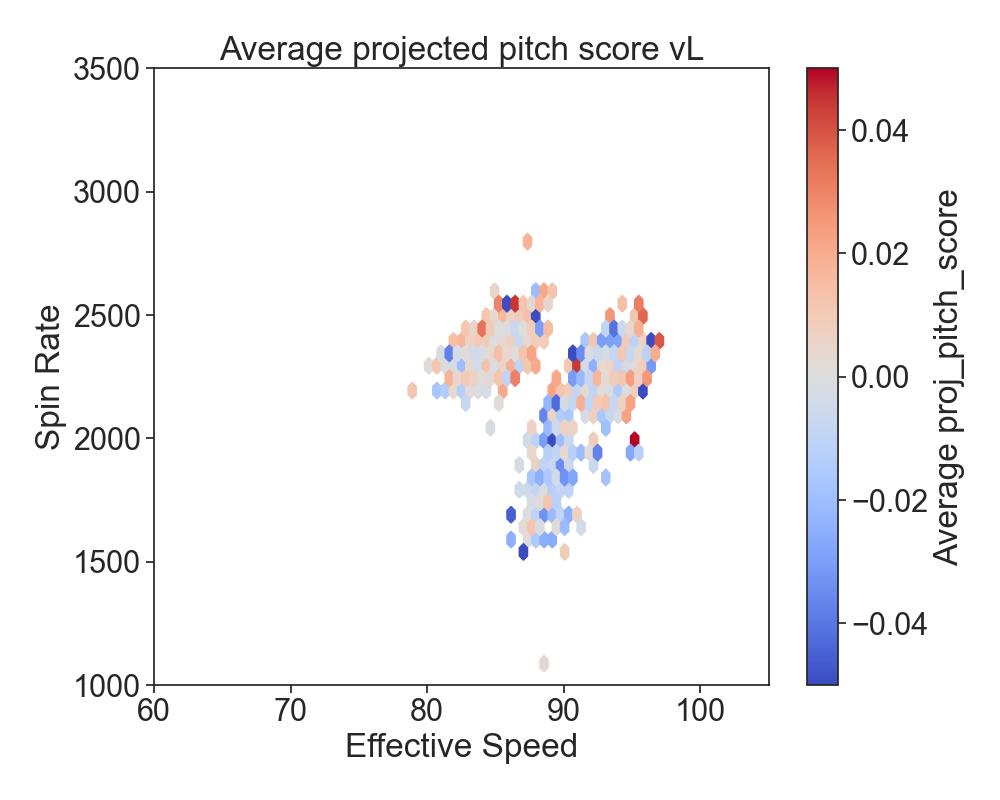 Average projected pitch score vL
3500
3000
2500
2000
1500
1000
Spin Rate
60 70 80 90 100
Effective Speed
0.04
0.02
0.00
−0.02
−0.04
Average proj_pitch_score